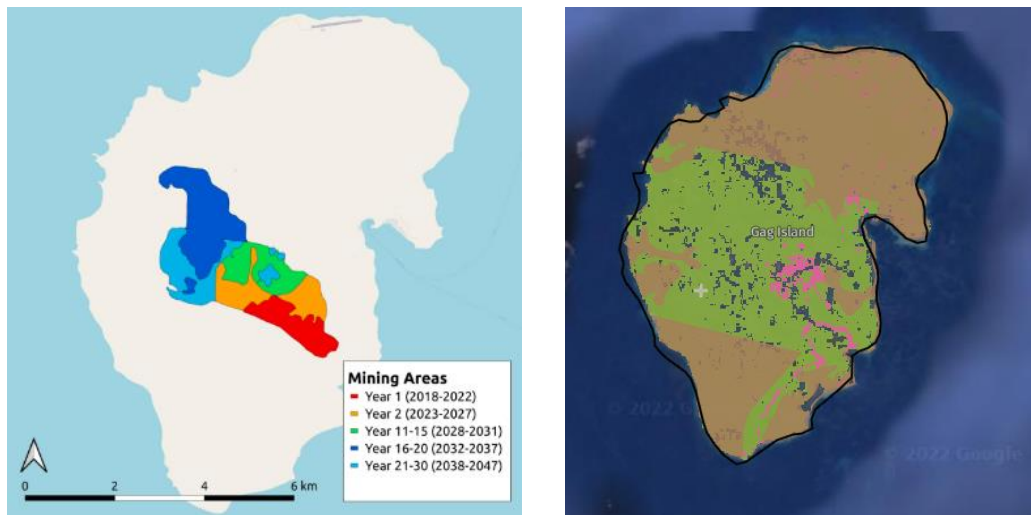 Mining Areas
Year 1 (2018-2022)
Year 2 (2023-2027)
Year 11-15 (2028-2031)
Year 16-20 (2032-2037)
Year 21-30 (2038-2047)
0 2 4 6 km
Gag Island
© 2022 G
© 2022 Google